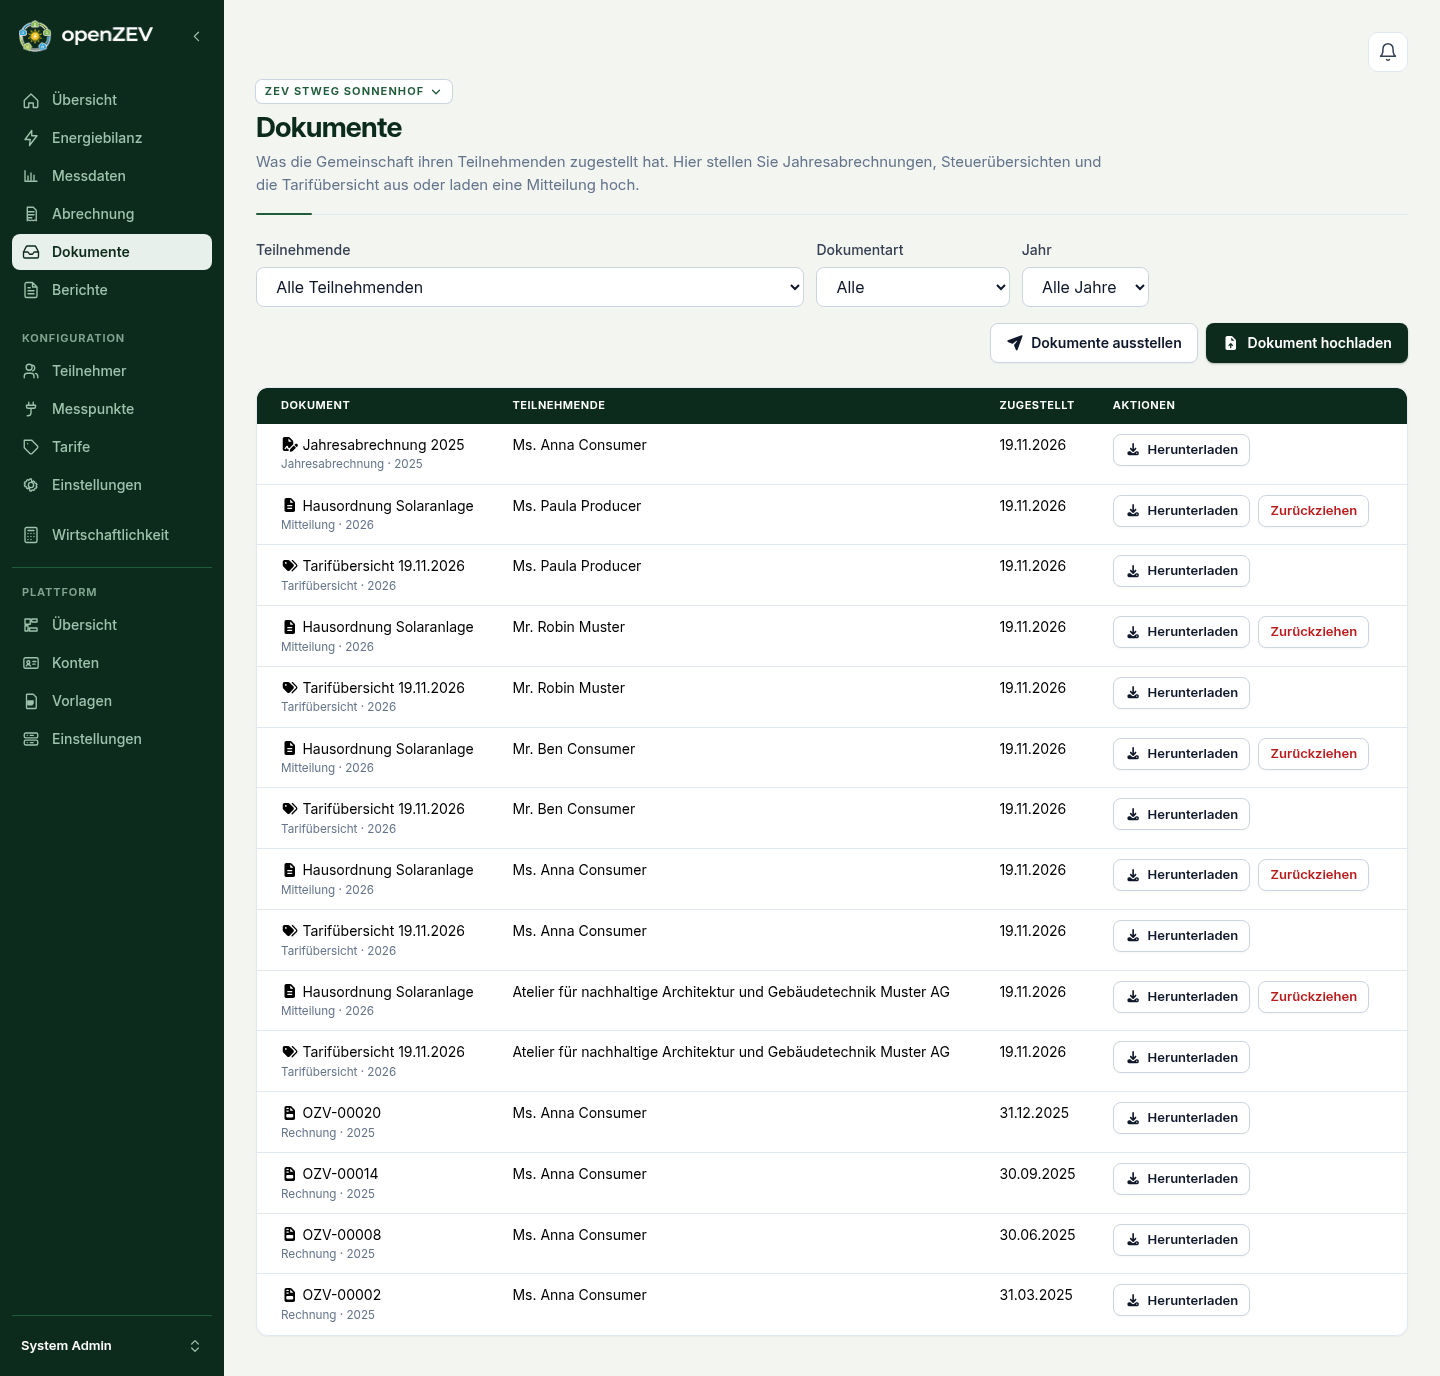 openZEV
Übersicht
Energiebilanz
Messdaten
Abrechnung
Dokumente
Berichte
KONFIGURATION
Teilnehmer
Messpunkte
Tarife
Einstellungen
Wirtschaftlichkeit
PLATTFORM
Übersicht
Konten
Vorlagen
Einstellungen
System Admin
ZEV STWEG SONNENHOF
Dokumente
Was die Gemeinschaft ihren Teilnehmenden zugestellt hat. Hier stellen Sie Jahresabrechnungen, Steuerübersichten und
die Tarifübersicht aus oder laden eine Mitteilung hoch.
Teilnehmende Dokumentart Jahr
Alle Teilnehmenden Alle Alle Jahre
Dokumente ausstellen Dokument hochladen
DOKUMENT TEILNEHMENDE ZUGESTELLT AKTIONEN
Jahresabrechnung 2025 Ms. Anna Consumer 19.11.2026 Herunterladen
Jahresabrechnung · 2025
Hausordnung Solaranlage Ms. Paula Producer 19.11.2026 Herunterladen Zurückziehen
Mitteilung · 2026
Tarifübersicht 19.11.2026 Ms. Paula Producer 19.11.2026 Herunterladen
Tarifübersicht · 2026
Hausordnung Solaranlage Mr. Robin Muster 19.11.2026 Herunterladen Zurückziehen
Mitteilung · 2026
Tarifübersicht 19.11.2026 Mr. Robin Muster 19.11.2026 Herunterladen
Tarifübersicht · 2026
Hausordnung Solaranlage Mr. Ben Consumer 19.11.2026 Herunterladen Zurückziehen
Mitteilung · 2026
Tarifübersicht 19.11.2026 Mr. Ben Consumer 19.11.2026 Herunterladen
Tarifübersicht · 2026
Hausordnung Solaranlage Ms. Anna Consumer 19.11.2026 Herunterladen Zurückziehen
Mitteilung · 2026
Tarifübersicht 19.11.2026 Ms. Anna Consumer 19.11.2026 Herunterladen
Tarifübersicht · 2026
Hausordnung Solaranlage Atelier für nachhaltige Architektur und Gebäudetechnik Muster AG 19.11.2026 Herunterladen Zurückziehen
Mitteilung · 2026
Tarifübersicht 19.11.2026 Atelier für nachhaltige Architektur und Gebäudetechnik Muster AG 19.11.2026 Herunterladen
Tarifübersicht · 2026
OZV-00020 Ms. Anna Consumer 31.12.2025 Herunterladen
Rechnung · 2025
OZV-00014 Ms. Anna Consumer 30.09.2025 Herunterladen
Rechnung · 2025
OZV-00008 Ms. Anna Consumer 30.06.2025 Herunterladen
Rechnung · 2025
OZV-00002 Ms. Anna Consumer 31.03.2025 Herunterladen
Rechnung · 2025